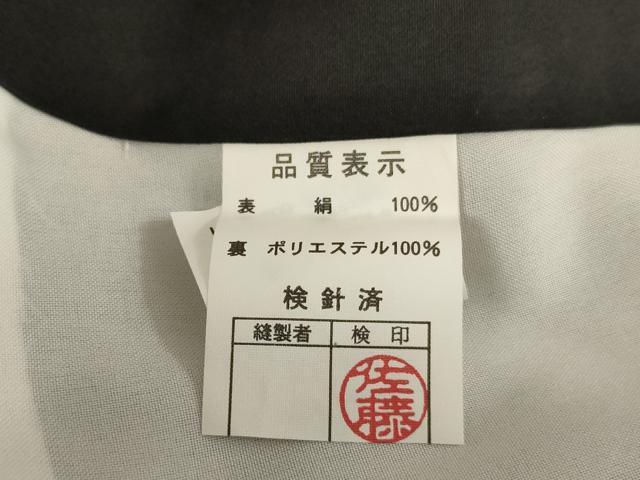 品質表示
表 絹 100%
裏 ポリエステル100%
検針済
縫製者 検印
佐藤